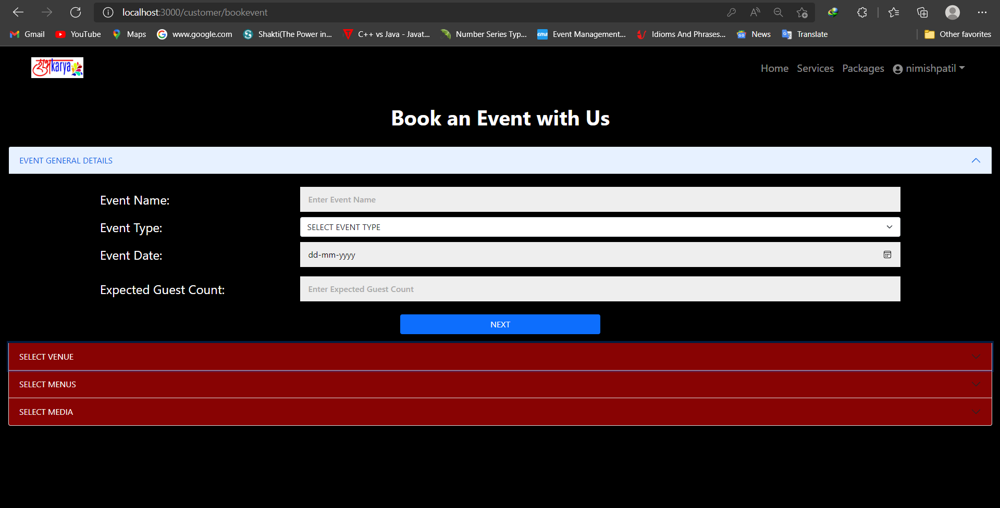 localhost:3000/customer/bookevent
Gmail YouTube Maps www.google.com Shakti(The Power in... C++ vs Java - Javat... Number Series Typ... Event Management... Idioms And Phrases... News Translate Other favorites
शुभkarya
Home Services Packages nimishpatil
Book an Event with Us
EVENT GENERAL DETAILS
Event Name: Enter Event Name
Event Type: SELECT EVENT TYPE
Event Date: dd-mm-yyyy
Expected Guest Count: Enter Expected Guest Count
NEXT
SELECT VENUE
SELECT MENUS
SELECT MEDIA